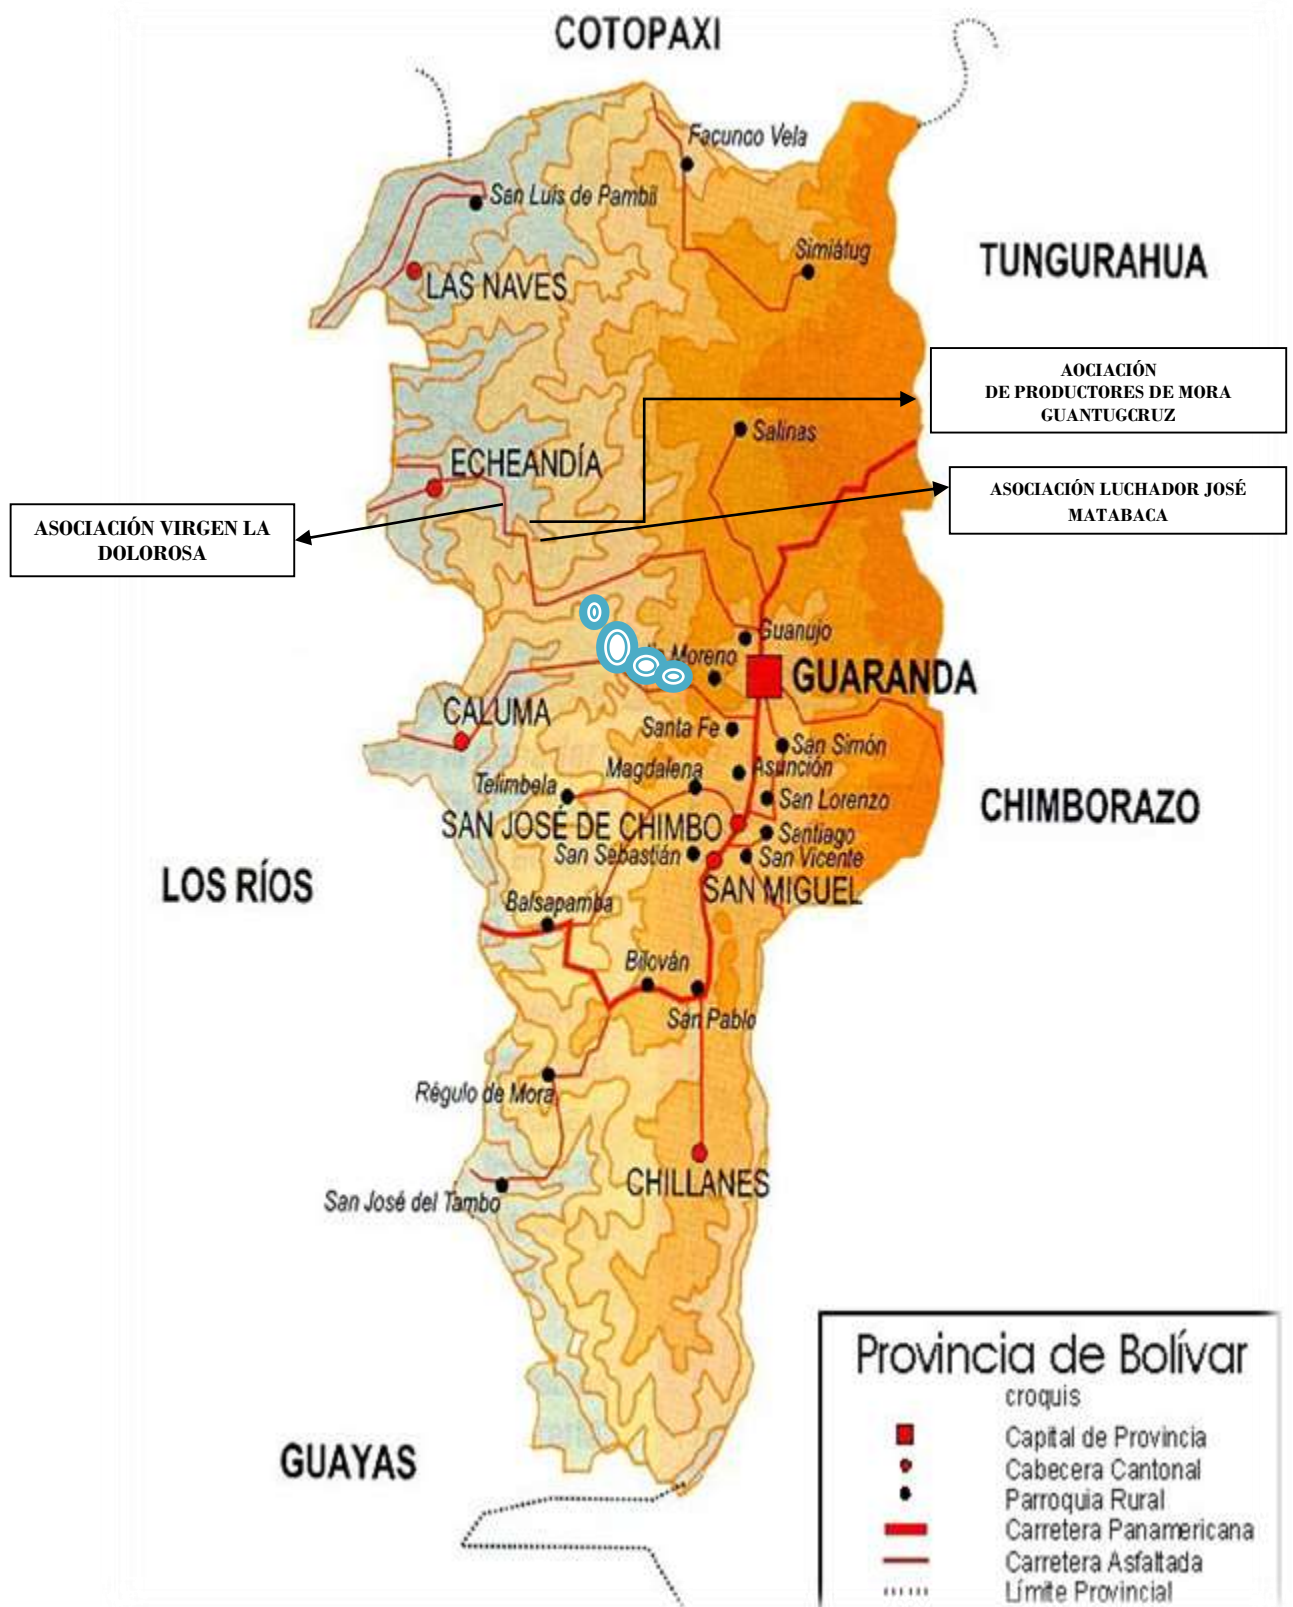 COTOPAXI
Facundo Vela
San Luis de Pambil
Simiátug
TUNGURAHUA
LAS NAVES
AOCIACIÓN
DE PRODUCTORES DE MORA
GUANTUGCRUZ
Salinas
ECHEANDÍA
ASOCIACIÓN LUCHADOR JOSÉ
MATABACA
ASOCIACIÓN VIRGEN LA
DOLOROSA
Guanujo
Moreno
GUARANDA
CALUMA
Santa Fe
San Simón
Magdalena
Asunción
Telimbela
San Lorenzo
CHIMBORAZO
SAN JOSÉ DE CHIMBO
Santiago
San Sebastián
San Vicente
LOS RÍOS
SAN MIGUEL
Balsapamba
Bilován
San Pablo
Régulo de Mora
CHILLANES
San José del Tambo
GUAYAS
Provincia de Bolívar
croquis
Capital de Provincia
Cabecera Cantonal
Parroquia Rural
Carretera Panamericana
Carretera Asfaltada
Límite Provincial